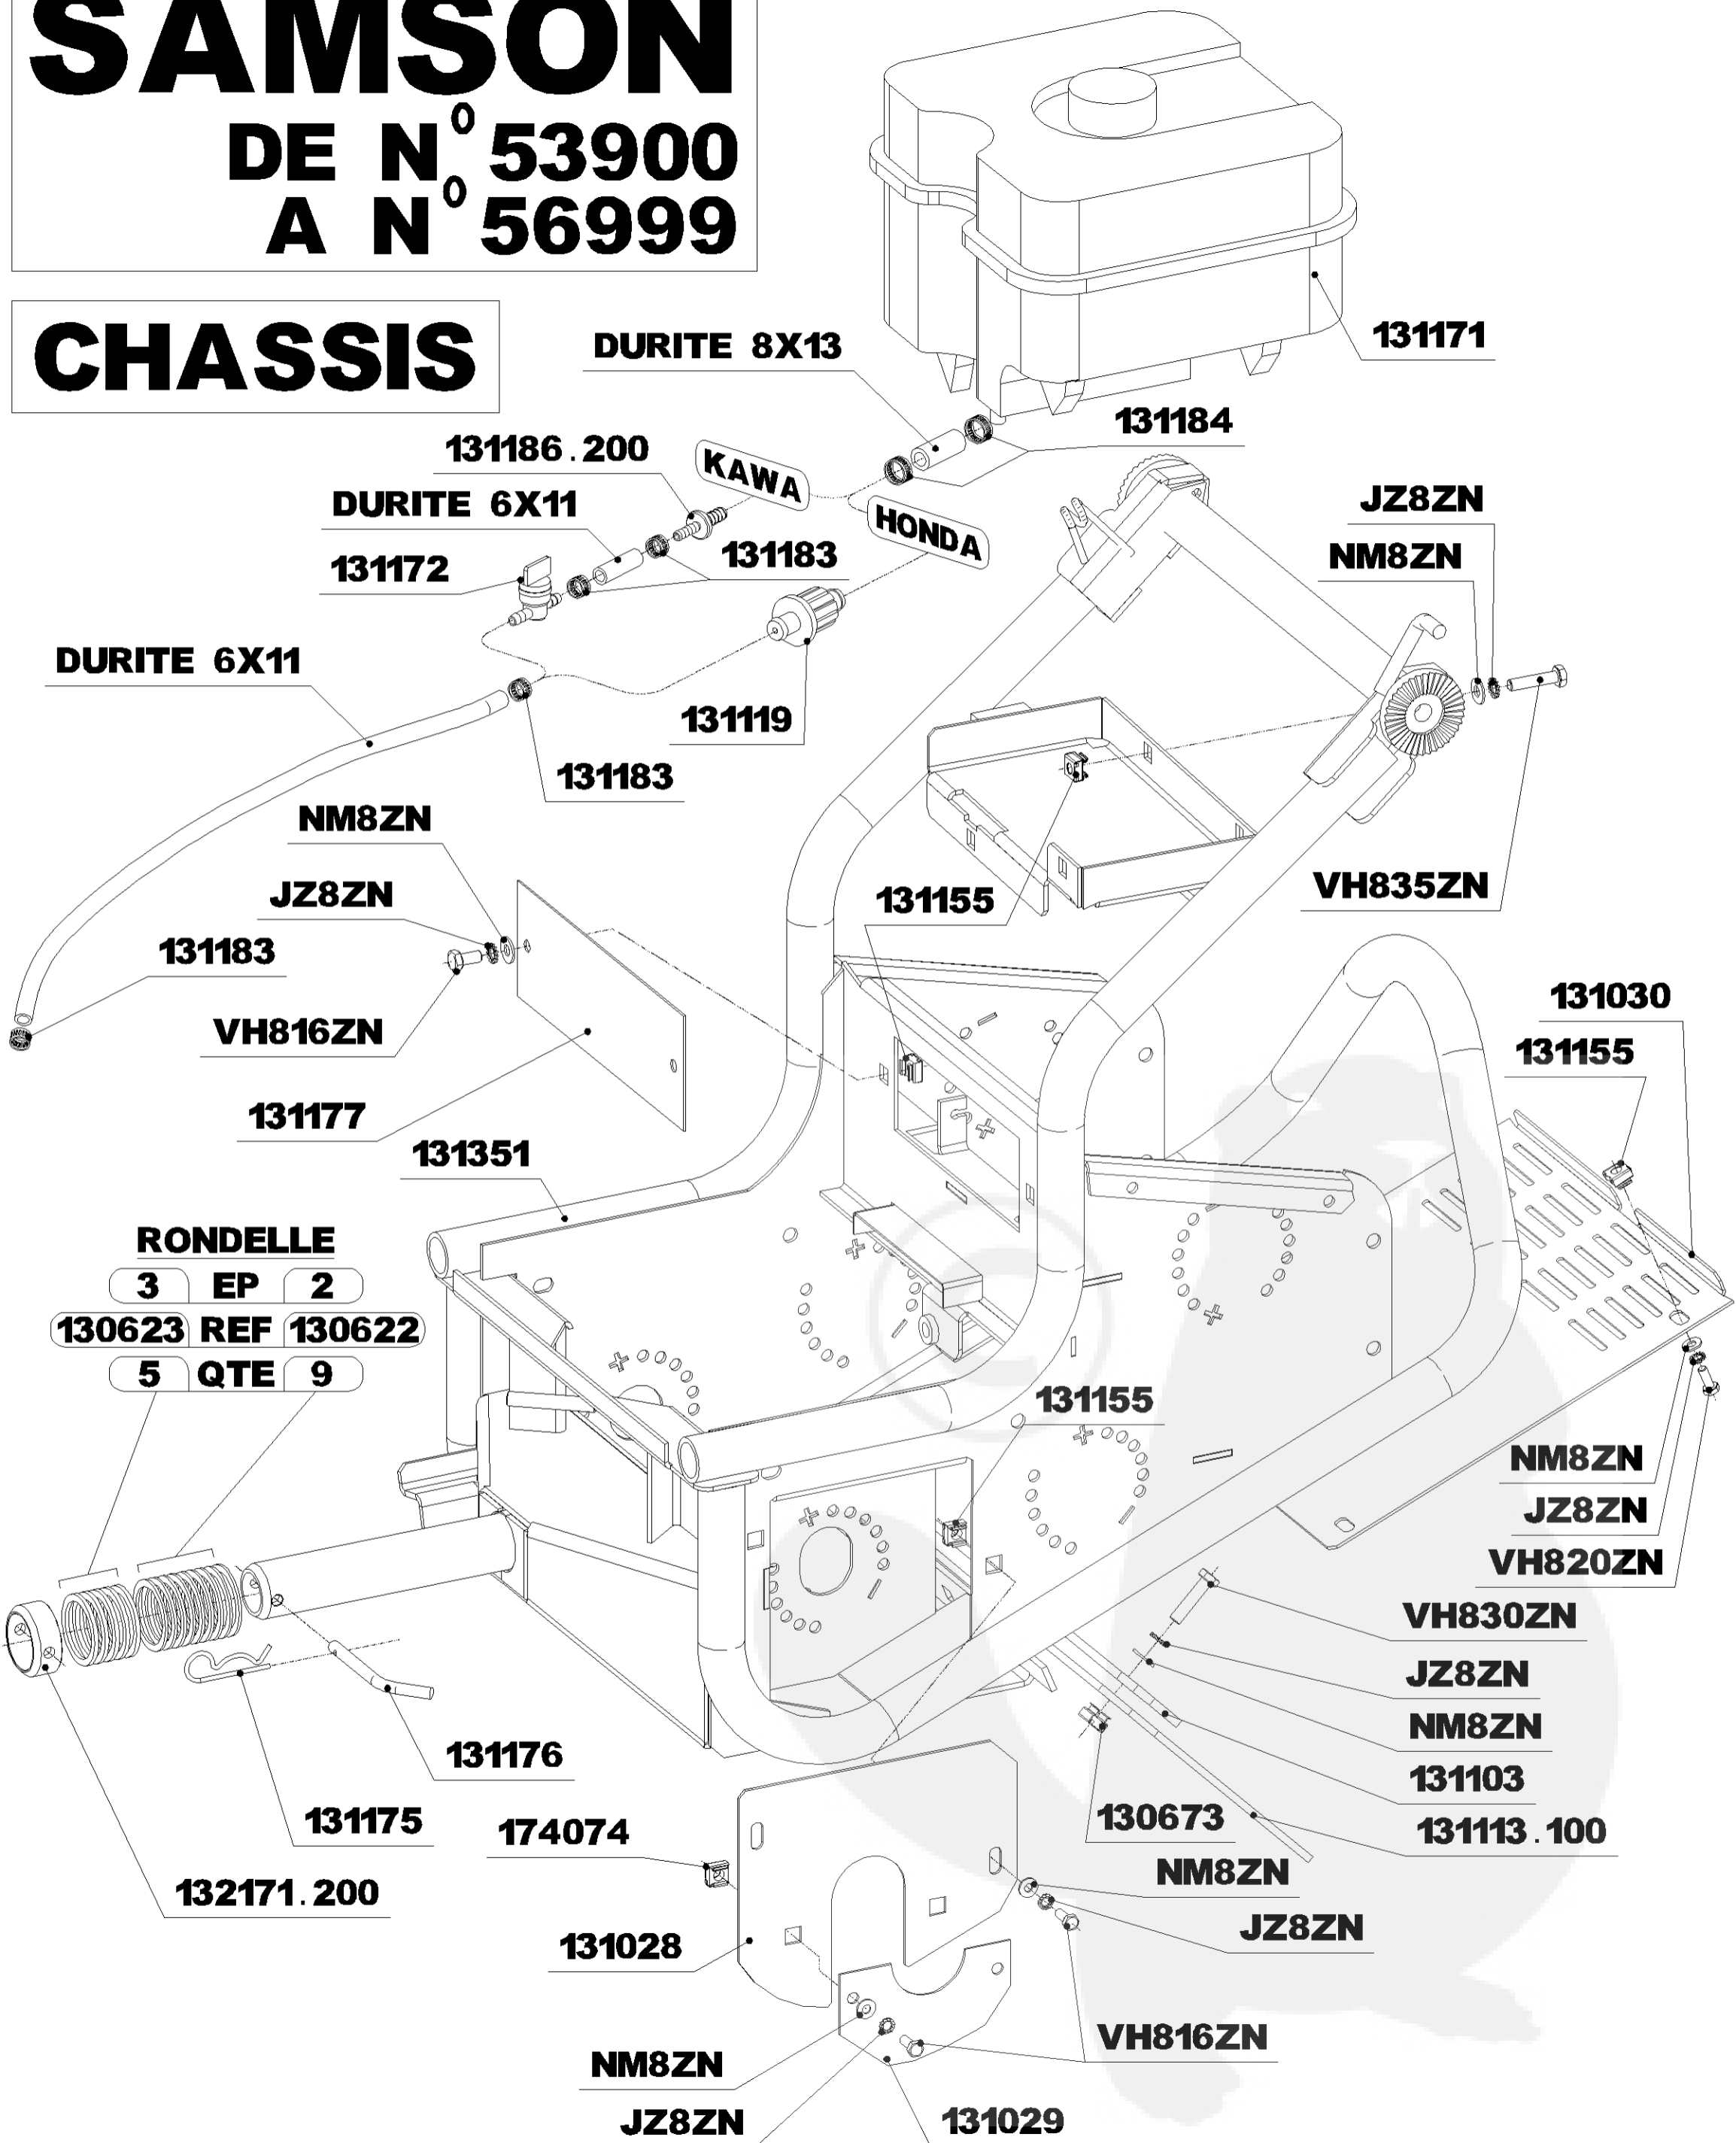 SAMSON
DE N° 53900
A N° 56999
CHASSIS
DURITE 8X13
131171
131184
131186.200
KAWA
DURITE 6X11
HONDA
JZ8ZN
131183
NM8ZN
131172
DURITE 6X11
131119
131183
NM8ZN
JZ8ZN
131155
VH835ZN
131183
131030
VH816ZN
131155
131177
131351
RONDELLE
3 EP 2
130623 REF 130622
5 QTE 9
131155
NM8ZN
JZ8ZN
VH820ZN
VH830ZN
JZ8ZN
NM8ZN
131176
131103
131175
174074
130673
131113.100
132171.200
NM8ZN
JZ8ZN
131028
VH816ZN
NM8ZN
JZ8ZN
131029
©